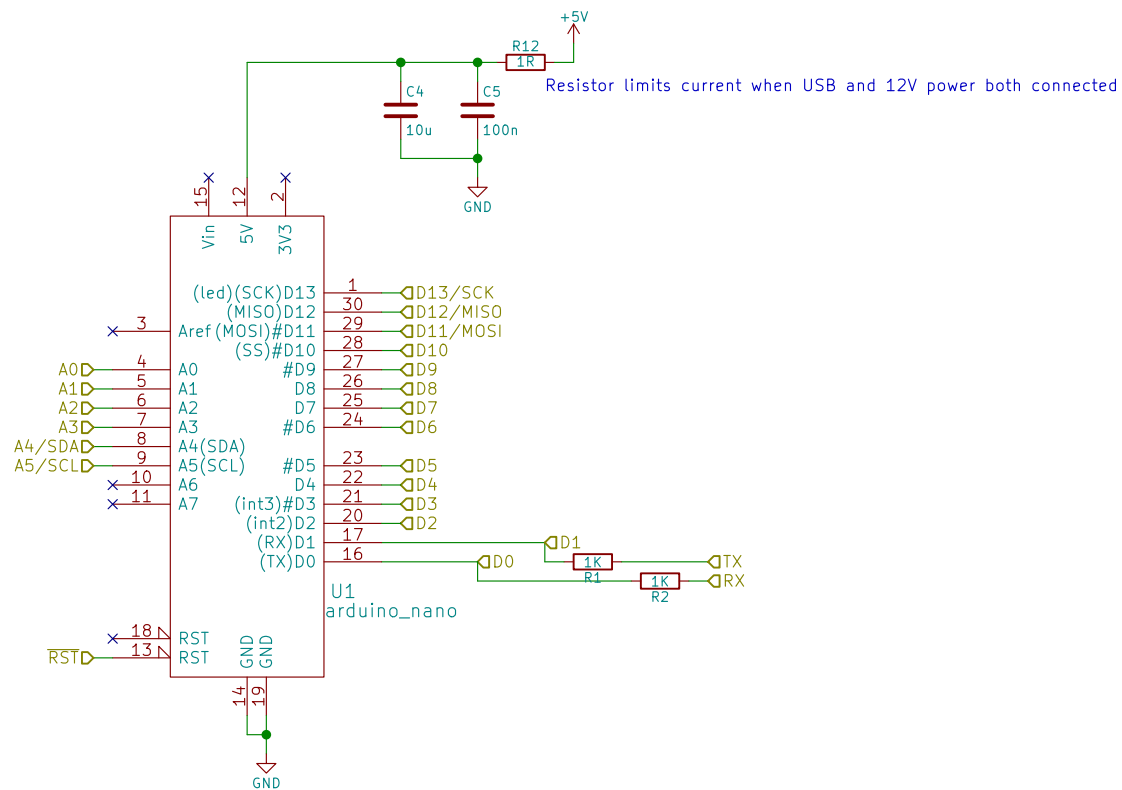 +5V
R12
1R
Resistor limits current when USB and 12V power both connected
C4
C5
10u
100n
GND
15
12
2
Vin
5V
3V3
(led)(SCK)D13
1
D13/SCK
(MISO)D12
30
D12/MISO
3
Aref
(MOSI)#D11
29
D11/MOSI
(SS)#D10
28
D10
A0
4
A0
#D9
27
D9
A1
5
A1
D8
26
D8
A2
6
A2
D7
25
D7
A3
7
A3
#D6
24
D6
A4/SDA
8
A4(SDA)
A5/SCL
9
A5(SCL)
#D5
23
D5
10
A6
D4
22
D4
11
A7
(int3)#D3
21
D3
(int2)D2
20
D2
(RX)D1
17
D1
(TX)D0
16
D0
1K
R1
TX
1K
R2
RX
U1
arduino_nano
18
RST
RST
13
RST
GND
GND
14
19
GND